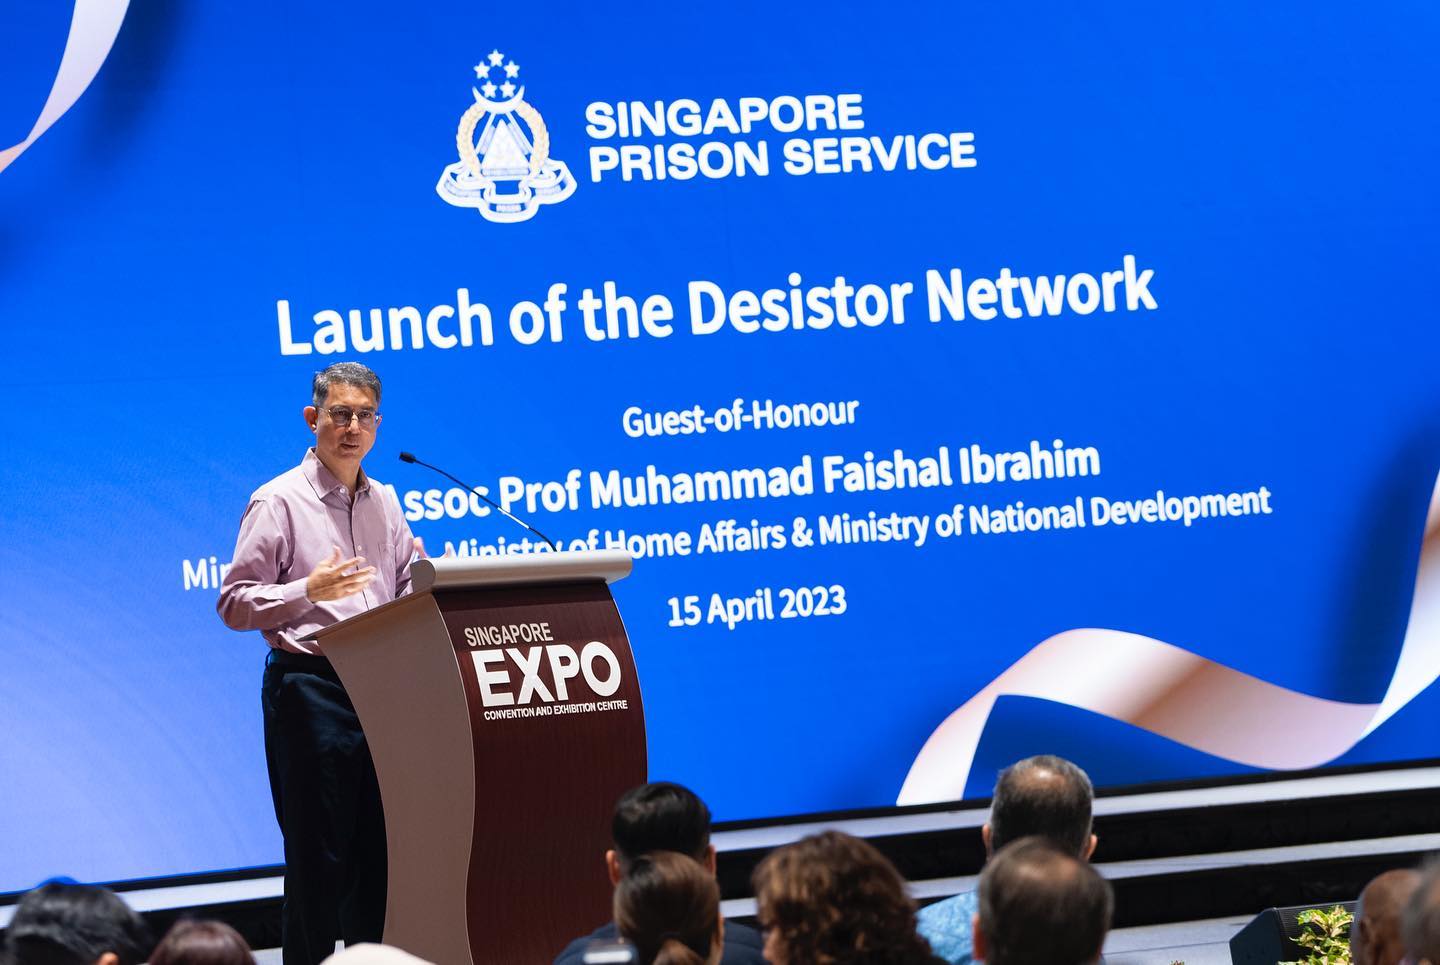 SINGAPORE
PRISON SERVICE
Launch of the Desistor Network
Guest-of-Honour
Assoc Prof Muhammad Faishal Ibrahim
Ministry of Home Affairs & Ministry of National Development
15 April 2023
SINGAPORE
EXPO
CONVENTION AND EXHIBITION CENTRE